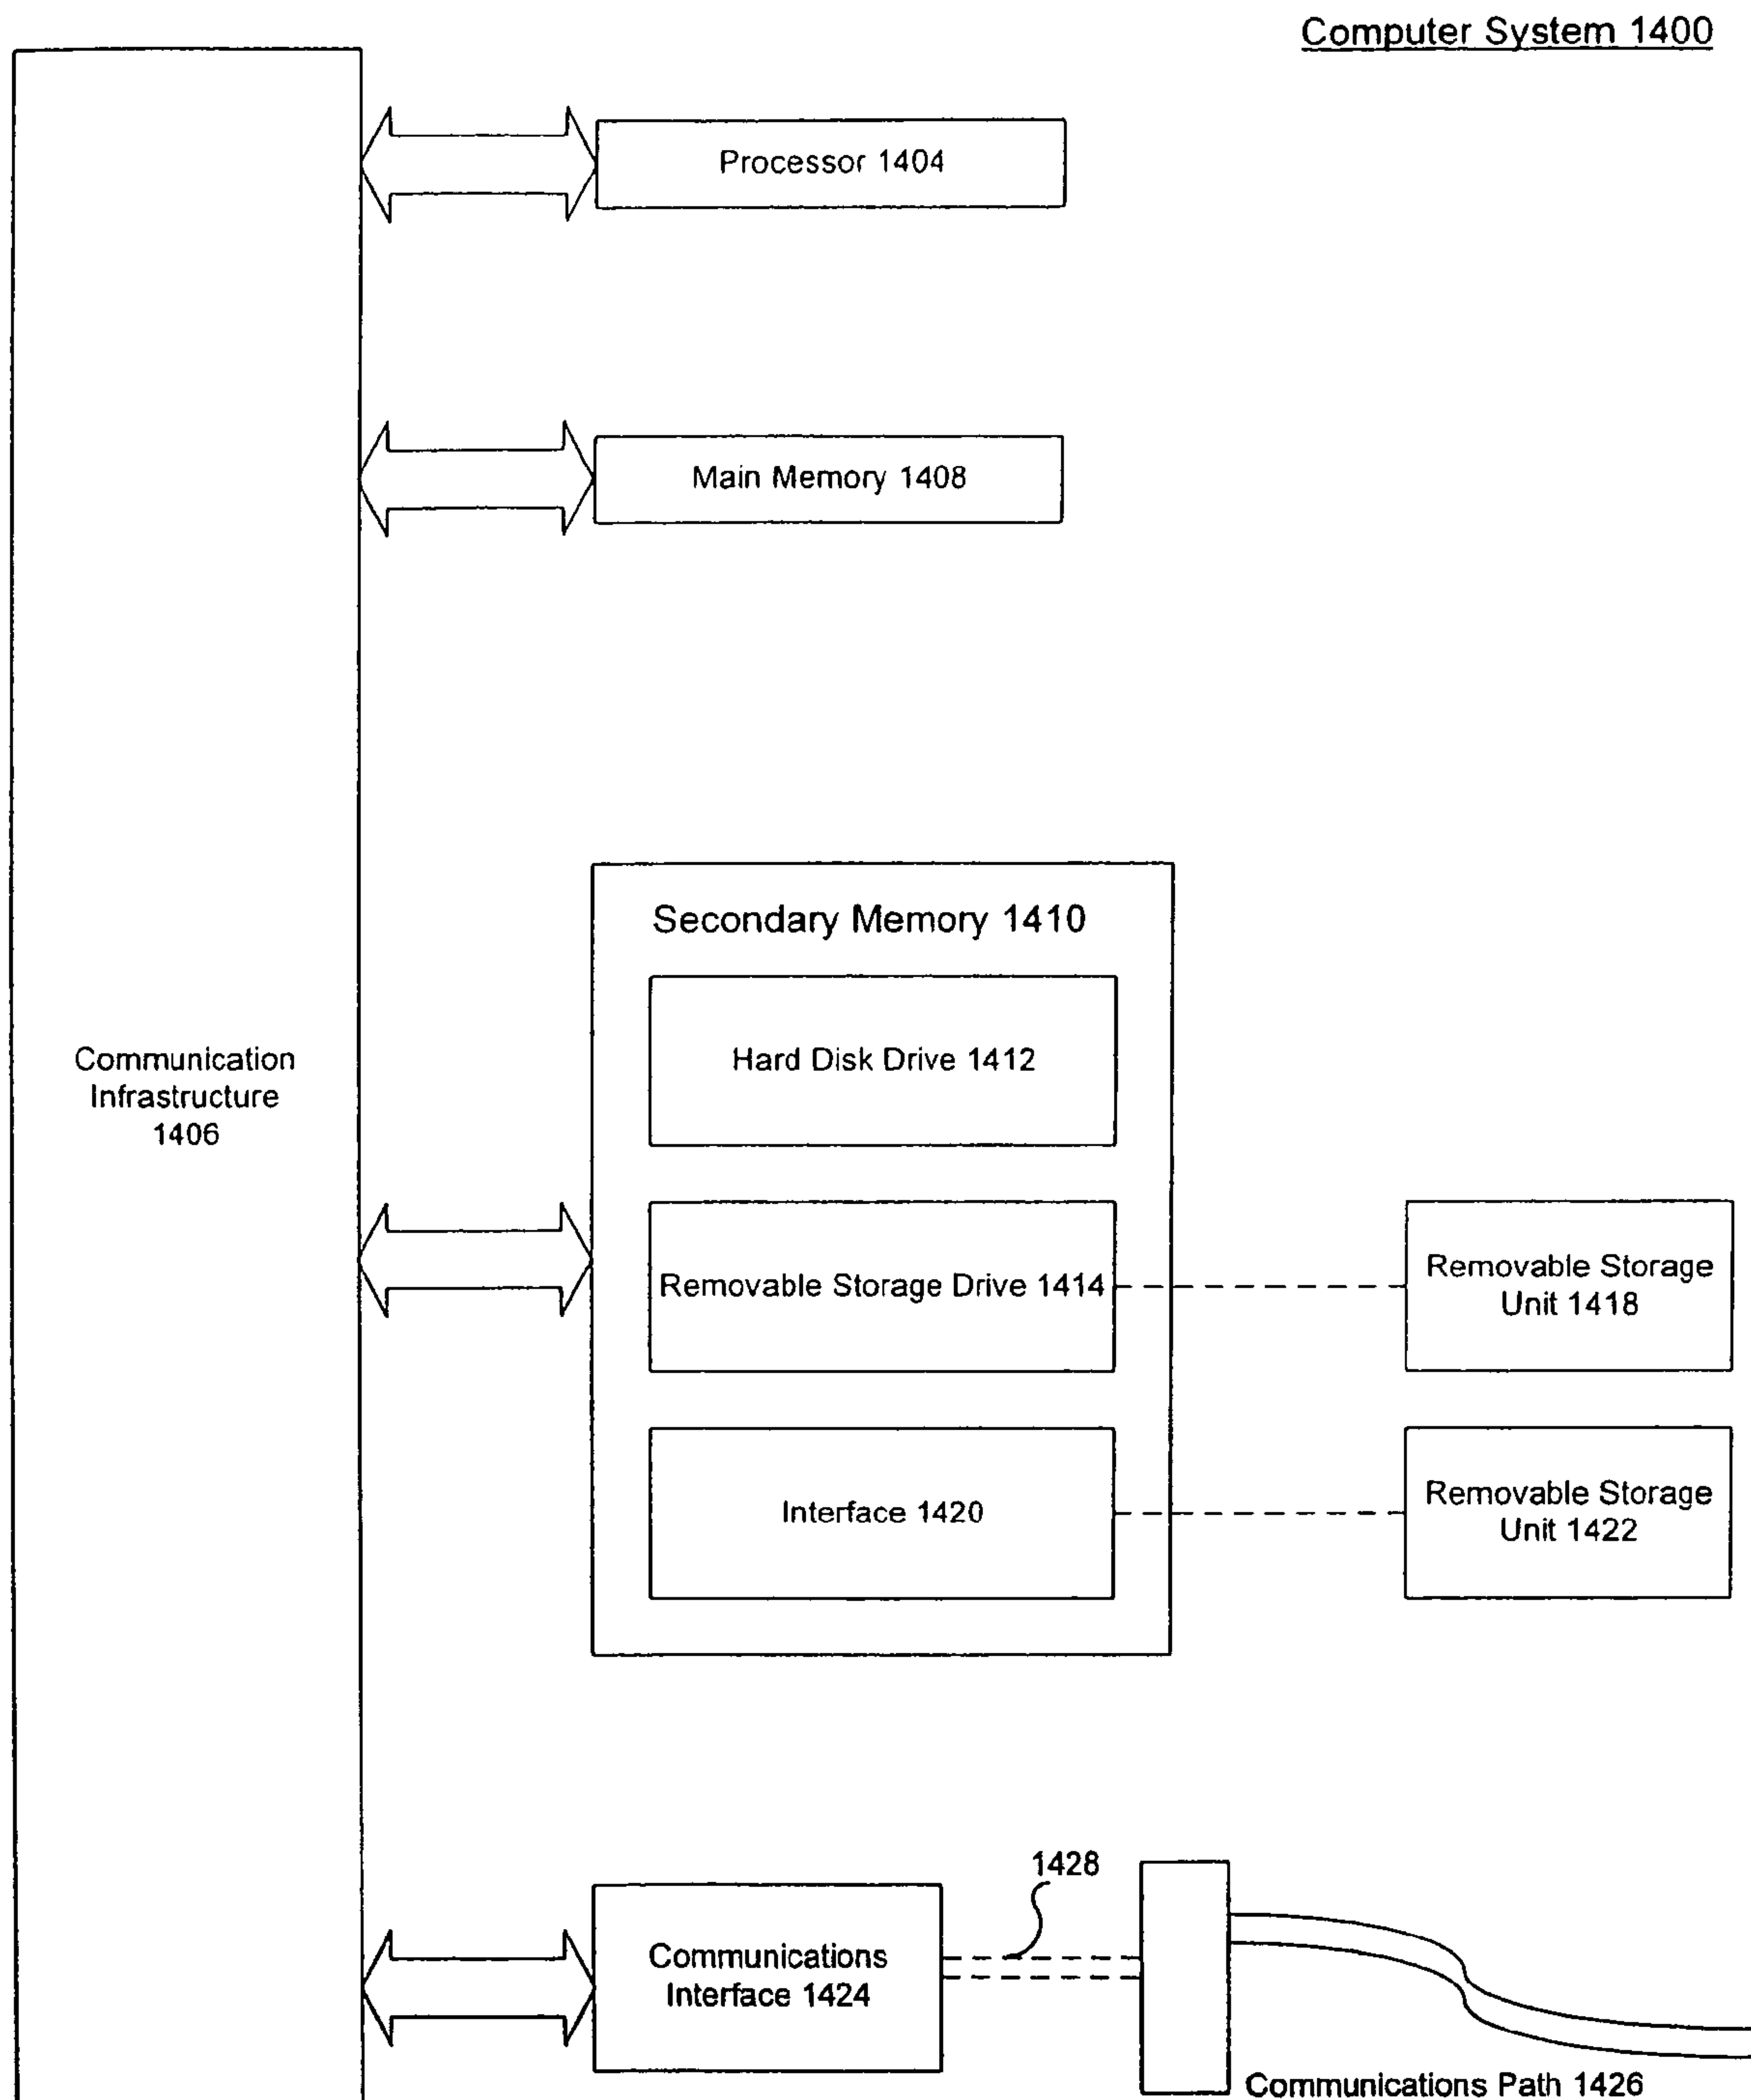 Computer System 1400
Processor 1404
Main Memory 1408
Secondary Memory 1410
Hard Disk Drive 1412
Communication
Infrastructure
1406
Removable Storage Drive 1414
Removable Storage
Unit 1418
Interface 1420
Removable Storage
Unit 1422
1428
Communications
Interface 1424
Communications Path 1426